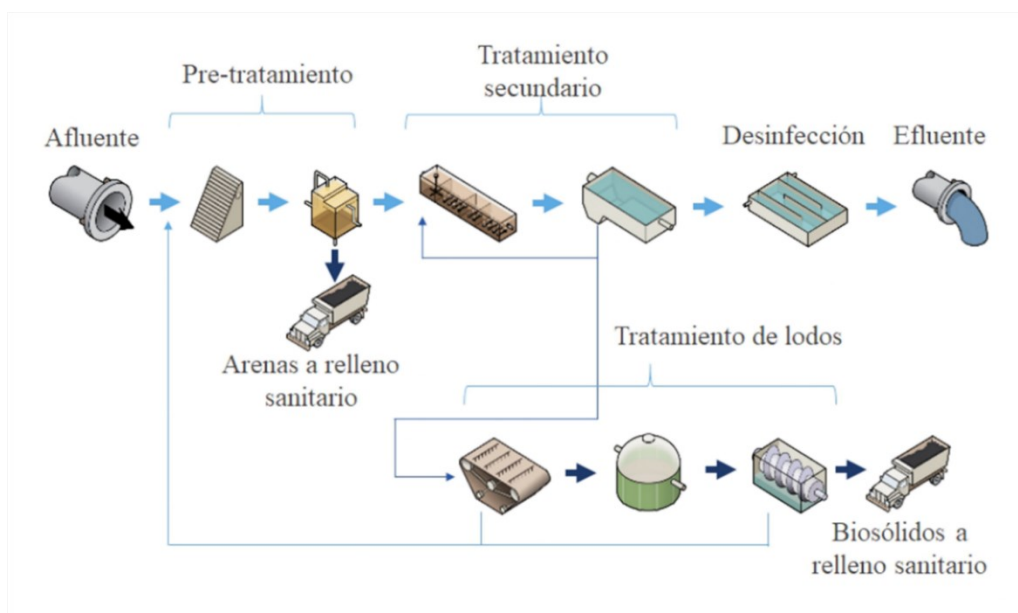 Afluente
Pre-tratamiento
Tratamiento
secundario
Desinfección
Efluente
Arenas a relleno
sanitario
Tratamiento de lodos
Biosólidos a
relleno sanitario